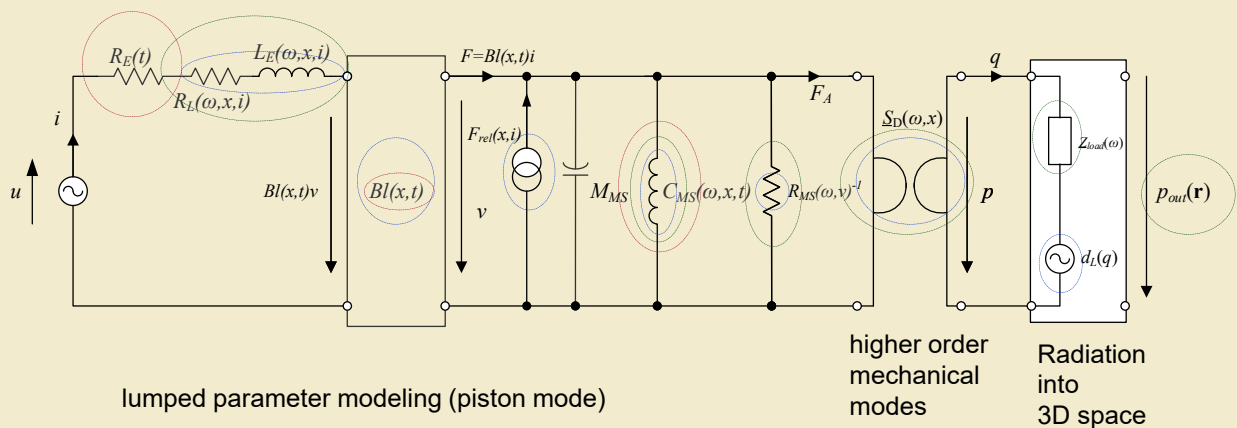 R_E(t)
L_E(ω,x,i)
R_L(ω,x,i)
i
u
Bl(x,t)v
Bl(x,t)
F=Bl(x,t)i
v
F_rel(x,i)
M_MS
C_MS(ω,x,t)
R_MS(ω,v)^-1
F_A
S_D(ω,x)
p
q
Z_load(ω)
d_L(q)
p_out(r)
lumped parameter modeling (piston mode)
higher order
mechanical
modes
Radiation
into
3D space